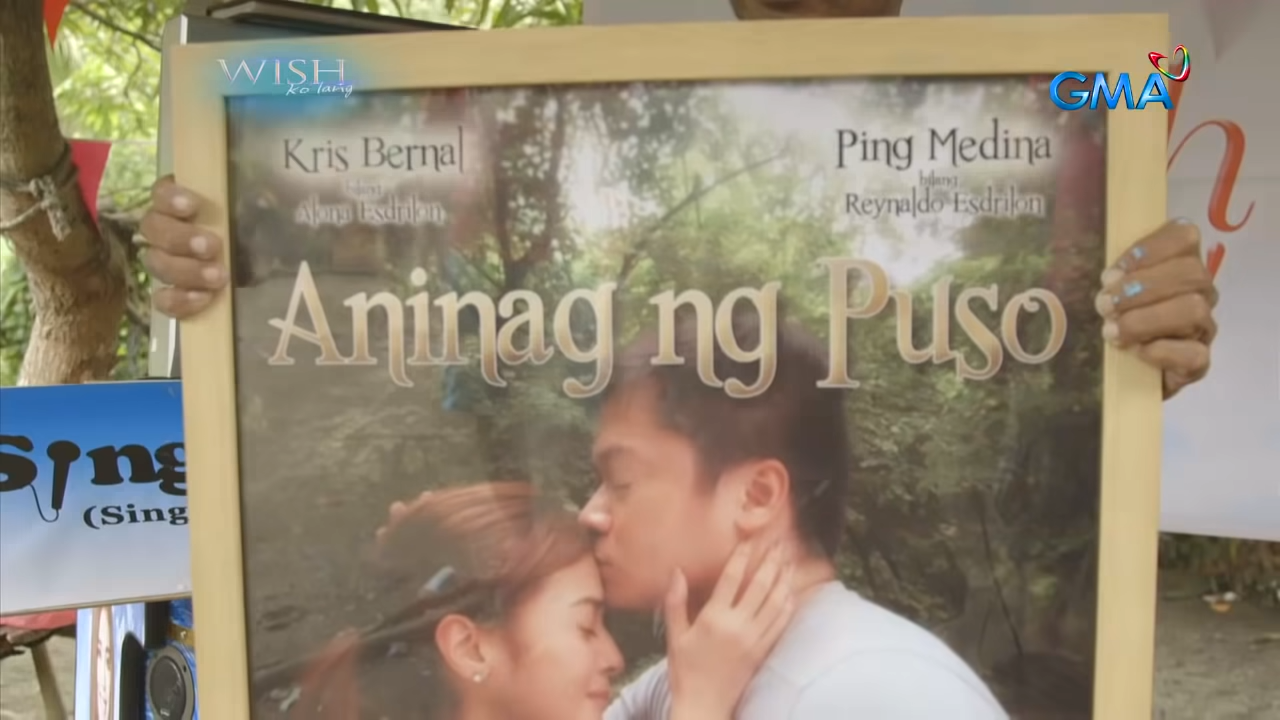 WISH
ko lang
GMA
Kris Bernal
bilang
Alona Esdrilon
Ping Medina
bilang
Reynaldo Esdrilon
Aninag ng Puso
Sing
(Sing